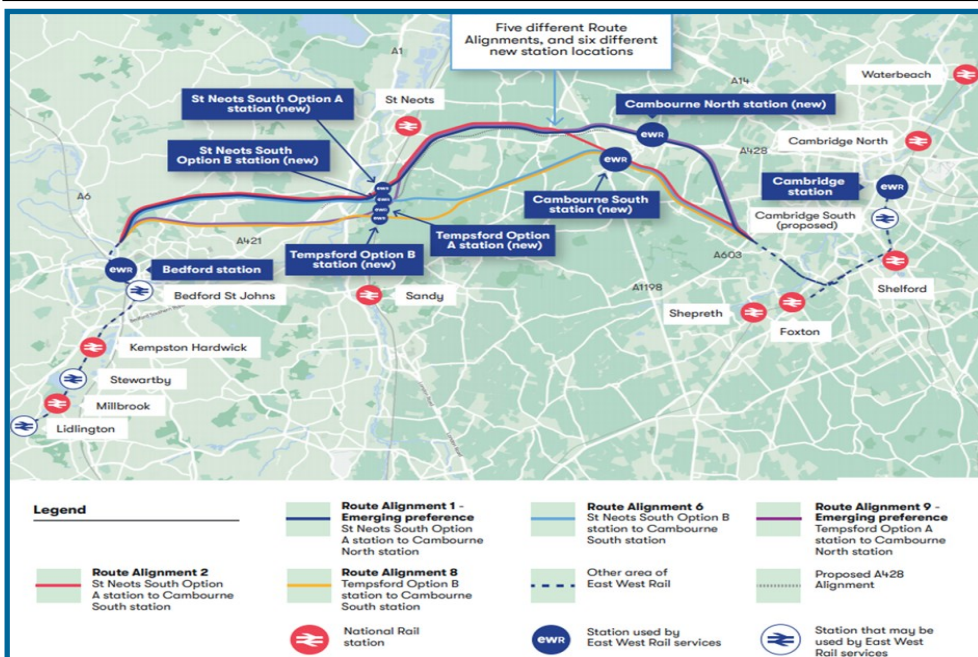 Five different Route
Alignments, and six different
new station locations
A1
A14
Waterbeach
St Neots South Option A
station (new)
St Neots
Cambourne North station (new)
Cambridge North
St Neots South
Option B station (new)
ewR
A428
Cambridge
station
ewR
A6
ewR
Cambourne South
station (new)
Cambridge South
(proposed)
A421
Tempsford Option
A station (new)
Tempsford Option B
station (new)
A603
ewR
Bedford station
Shelford
Bedford St Johns
Sandy
A1198
Shepreth
Foxton
Kempston Hardwick
Stewartby
Millbrook
Lidlington
Legend
Route Alignment 1 -
Emerging preference
St Neots South Option
A station to Cambourne
North station
Route Alignment 6
St Neots South Option B
station to Cambourne
South station
Route Alignment 9 -
Emerging preference
Tempsford Option A
station to Cambourne
North station
Route Alignment 2
St Neots South Option
A station to Cambourne
South station
Route Alignment 8
Tempsford Option B
station to Cambourne
South station
Other area of
East West Rail
Proposed A428
Alignment
National Rail
station
ewR
Station used by
East West Rail services
Station that may be
used by East West
Rail services